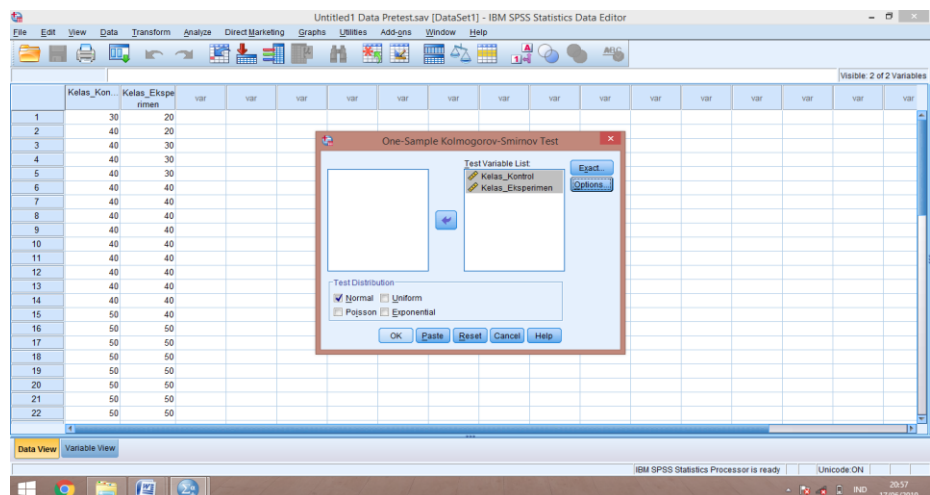 Untitled1 Data Pretest.sav [DataSet1] - IBM SPSS Statistics Data Editor
File Edit View Data Transform Analyze Direct Marketing Graphs Utilities Add-ons Window Help
Visible: 2 of 2 Variables
Kelas_Kon... Kelas_Eksperimen var var var var var var var var var var var var var
1 30 20
2 40 20
3 40 30
4 40 30
5 40 30
6 40 40
7 40 40
8 40 40
9 40 40
10 40 40
11 40 40
12 40 40
13 40 40
14 40 40
15 50 40
16 50 50
17 50 50
18 50 50
19 50 50
20 50 50
21 50 50
22 50 50
One-Sample Kolmogorov-Smirnov Test
Test Variable List:
Kelas_Kontrol
Kelas_Eksperimen
Exact...
Options...
Test Distribution
Normal Uniform
Poisson Exponential
OK Paste Reset Cancel Help
Data View Variable View
IBM SPSS Statistics Processor is ready Unicode:ON
IND 20:57